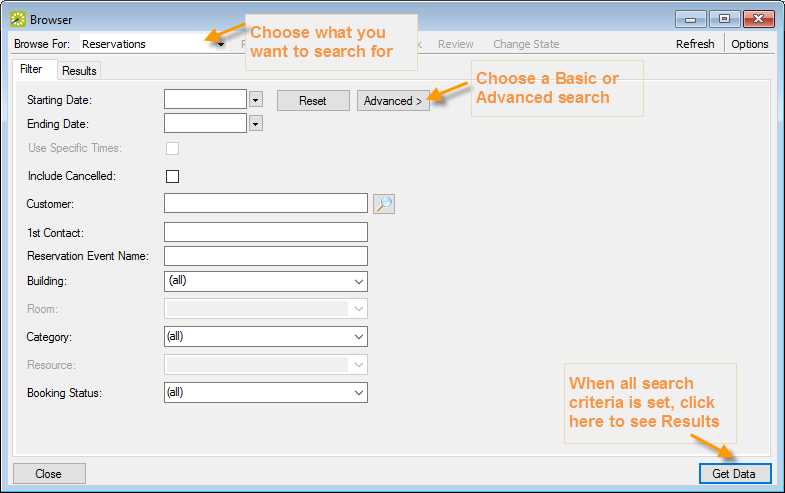 Browser
Browse For: Reservations Review Change State Refresh Options
Choose what you
want to search for
Filter Results
Choose a Basic or
Advanced search
Starting Date: Reset Advanced >
Ending Date:
Use Specific Times:
Include Cancelled:
Customer:
1st Contact:
Reservation Event Name:
Building: (all)
Room:
Category: (all)
Resource:
Booking Status: (all)
When all search
criteria is set, click
here to see Results
Close Get Data